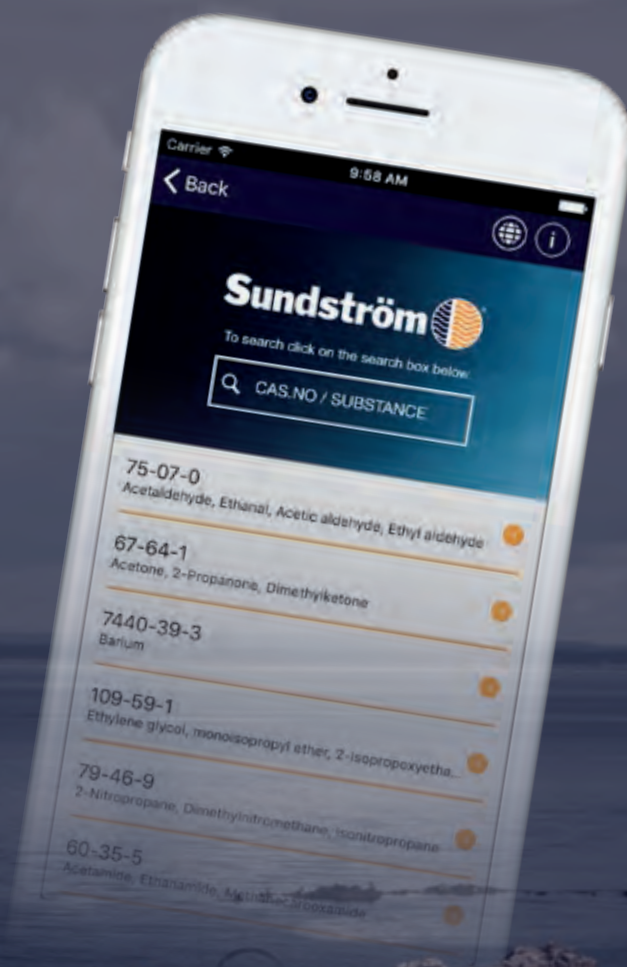 Carrier
9:58 AM
Back
i
Sundström
To search click on the search box below.
CAS.NO / SUBSTANCE
75-07-0
Acetaldehyde, Ethanal, Acetic aldehyde, Ethyl aldehyde
67-64-1
Acetone, 2-Propanone, Dimethylketone
7440-39-3
Barium
109-59-1
Ethylene glycol, monoisopropyl ether, 2-isopropoxyetha...
79-46-9
2-Nitropropane, Dimethylnitromethane, Isonitropropane
60-35-5
Acetamide, Ethanamide,